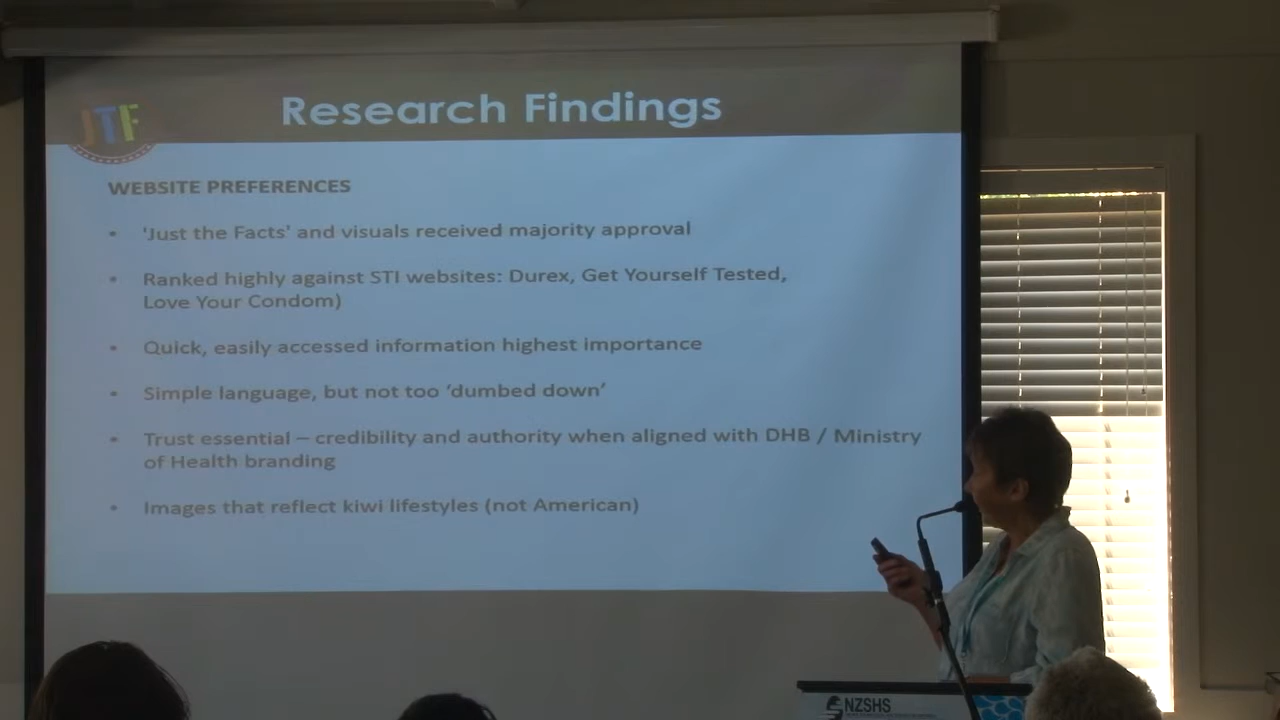 JTF
Research Findings
WEBSITE PREFERENCES
• 'Just the Facts' and visuals received majority approval
• Ranked highly against STI websites: Durex, Get Yourself Tested,
Love Your Condom)
• Quick, easily accessed information highest importance
• Simple language, but not too ‘dumbed down’
• Trust essential – credibility and authority when aligned with DHB / Ministry
of Health branding
• Images that reflect kiwi lifestyles (not American)
NZSHS